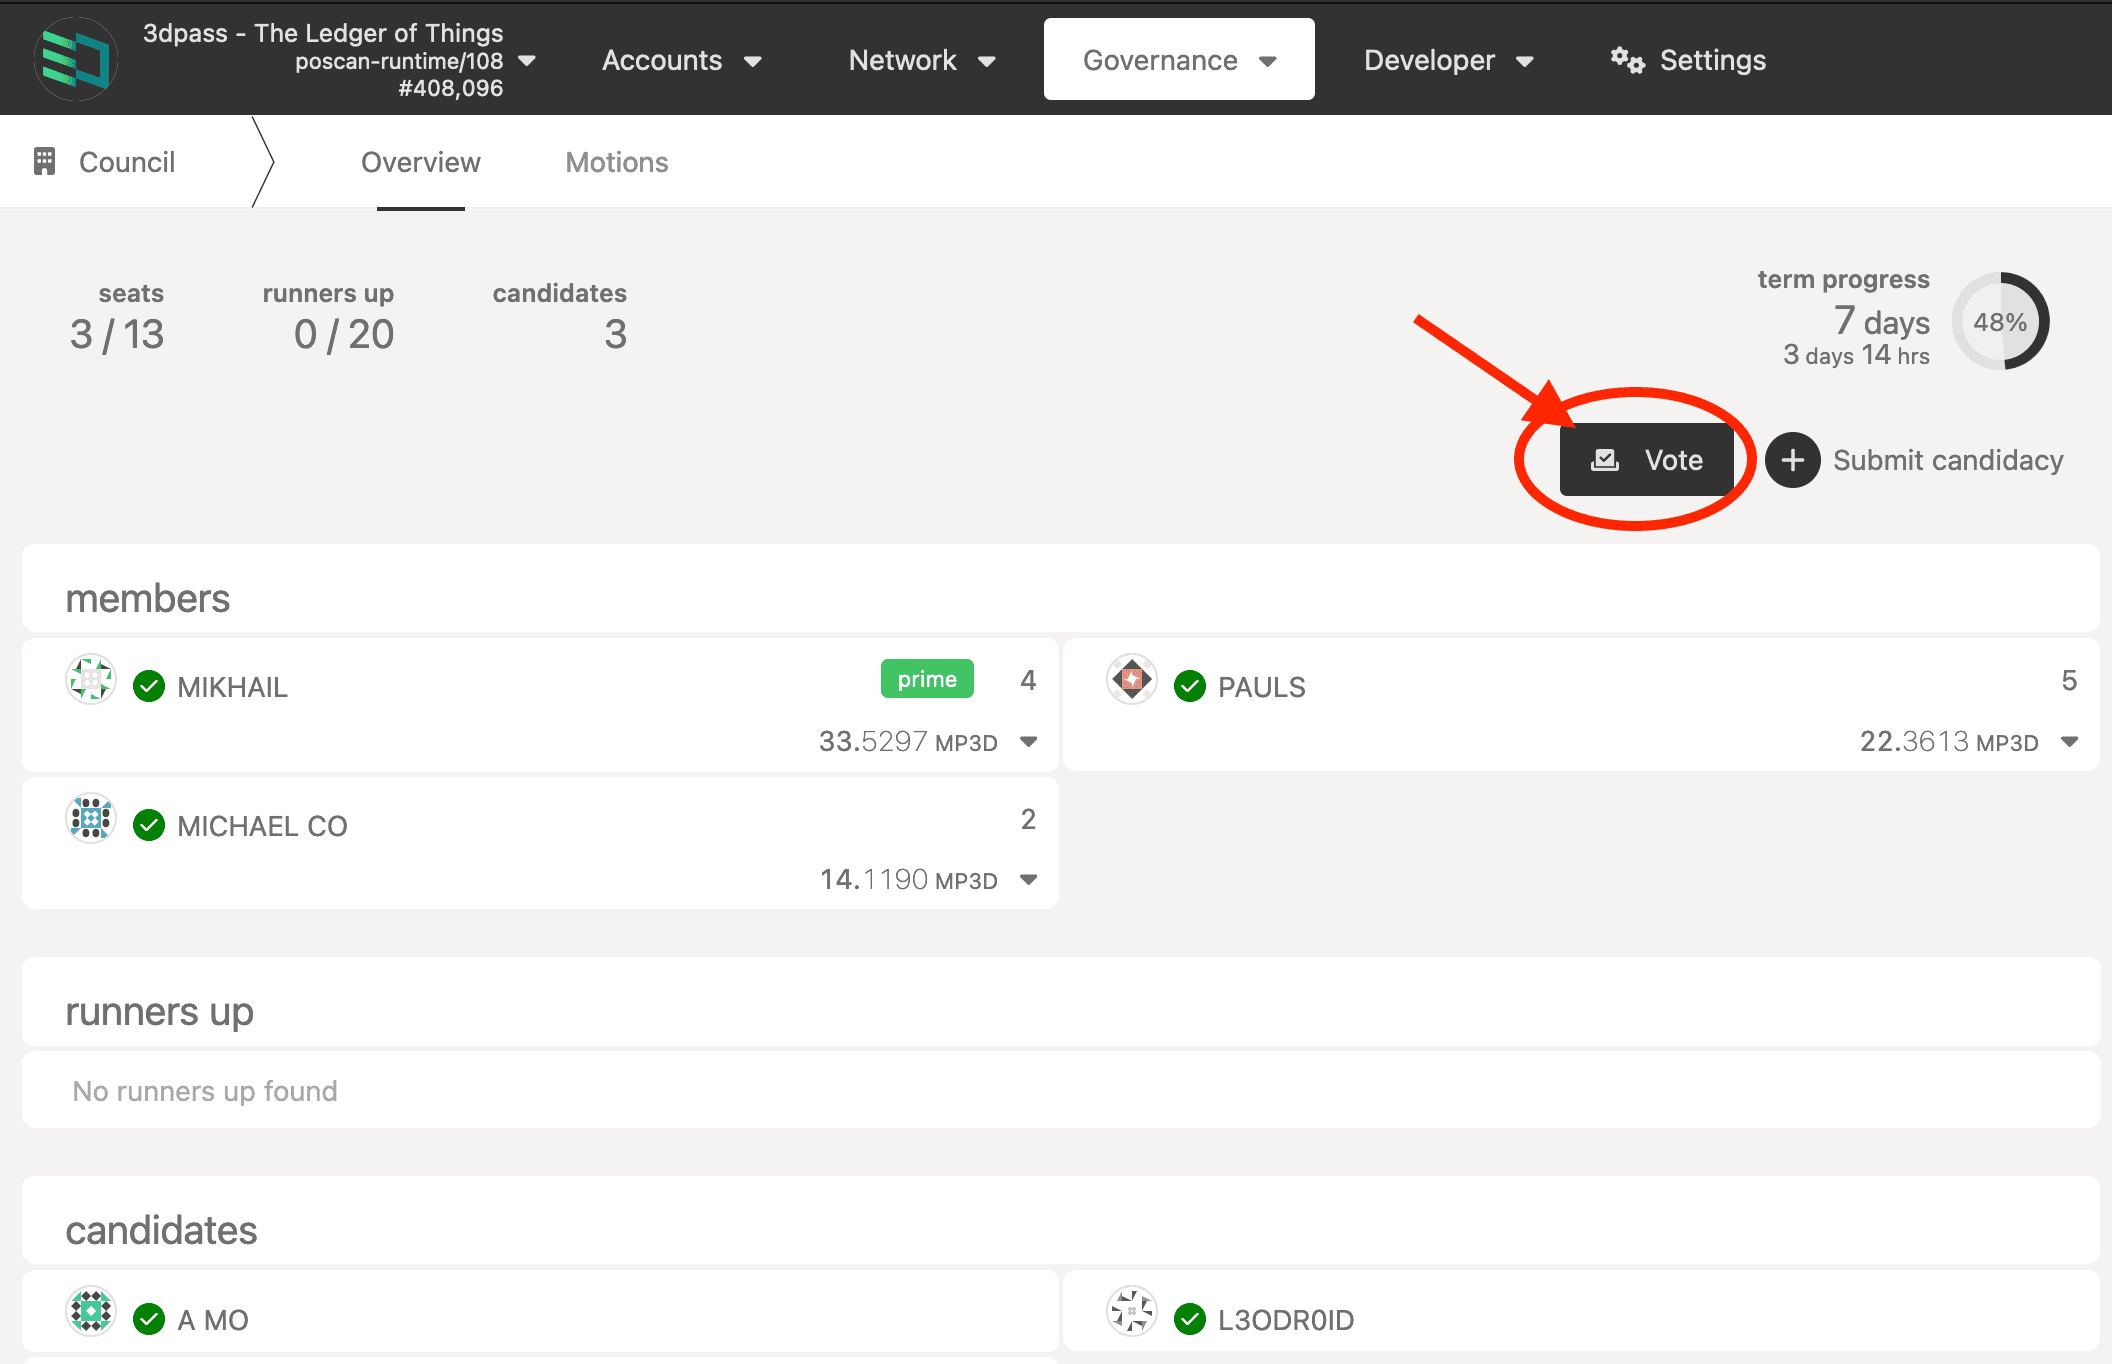 3dpass - The Ledger of Things
poscan-runtime/108
#408,096
Accounts
Network
Governance
Developer
Settings
Council
Overview
Motions
seats
3 / 13
runners up
0 / 20
candidates
3
term progress
7 days
3 days 14 hrs
48%
Vote
Submit candidacy
members
MIKHAIL
prime
4
33.5297 MP3D
PAULS
5
22.3613 MP3D
MICHAEL CO
2
14.1190 MP3D
runners up
No runners up found
candidates
A MO
L3ODR0ID